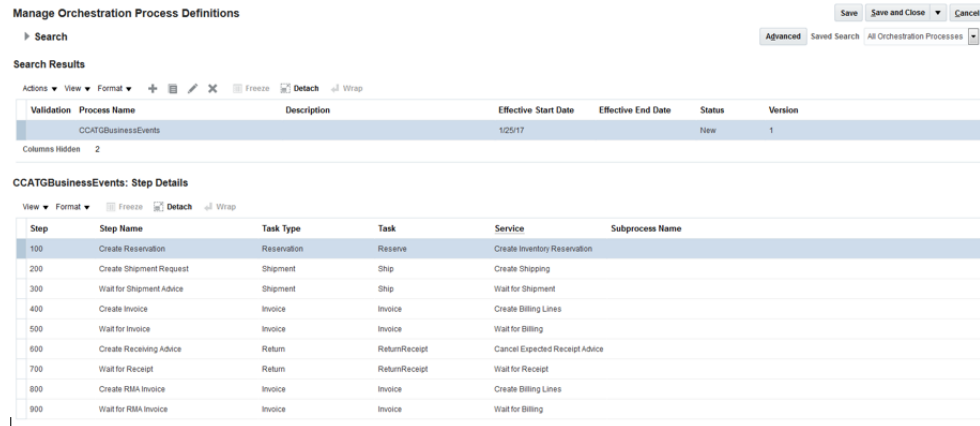 Manage Orchestration Process Definitions Save Save and Close Cancel
Search Advanced Saved Search All Orchestration Processes
Search Results
Actions View Format Freeze Detach Wrap
Validation Process Name Description Effective Start Date Effective End Date Status Version
CCATGBusinessEvents 1/25/17 New 1
Columns Hidden 2
CCATGBusinessEvents: Step Details
View Format Freeze Detach Wrap
Step Step Name Task Type Task Service Subprocess Name
100 Create Reservation Reservation Reserve Create Inventory Reservation
200 Create Shipment Request Shipment Ship Create Shipping
300 Wait for Shipment Advice Shipment Ship Wait for Shipment
400 Create Invoice Invoice Invoice Create Billing Lines
500 Wait for Invoice Invoice Invoice Wait for Billing
600 Create Receiving Advice Return ReturnReceipt Cancel Expected Receipt Advice
700 Wait for Receipt Return ReturnReceipt Wait for Receipt
800 Create RMA Invoice Invoice Invoice Create Billing Lines
900 Wait for RMA Invoice Invoice Invoice Wait for Billing